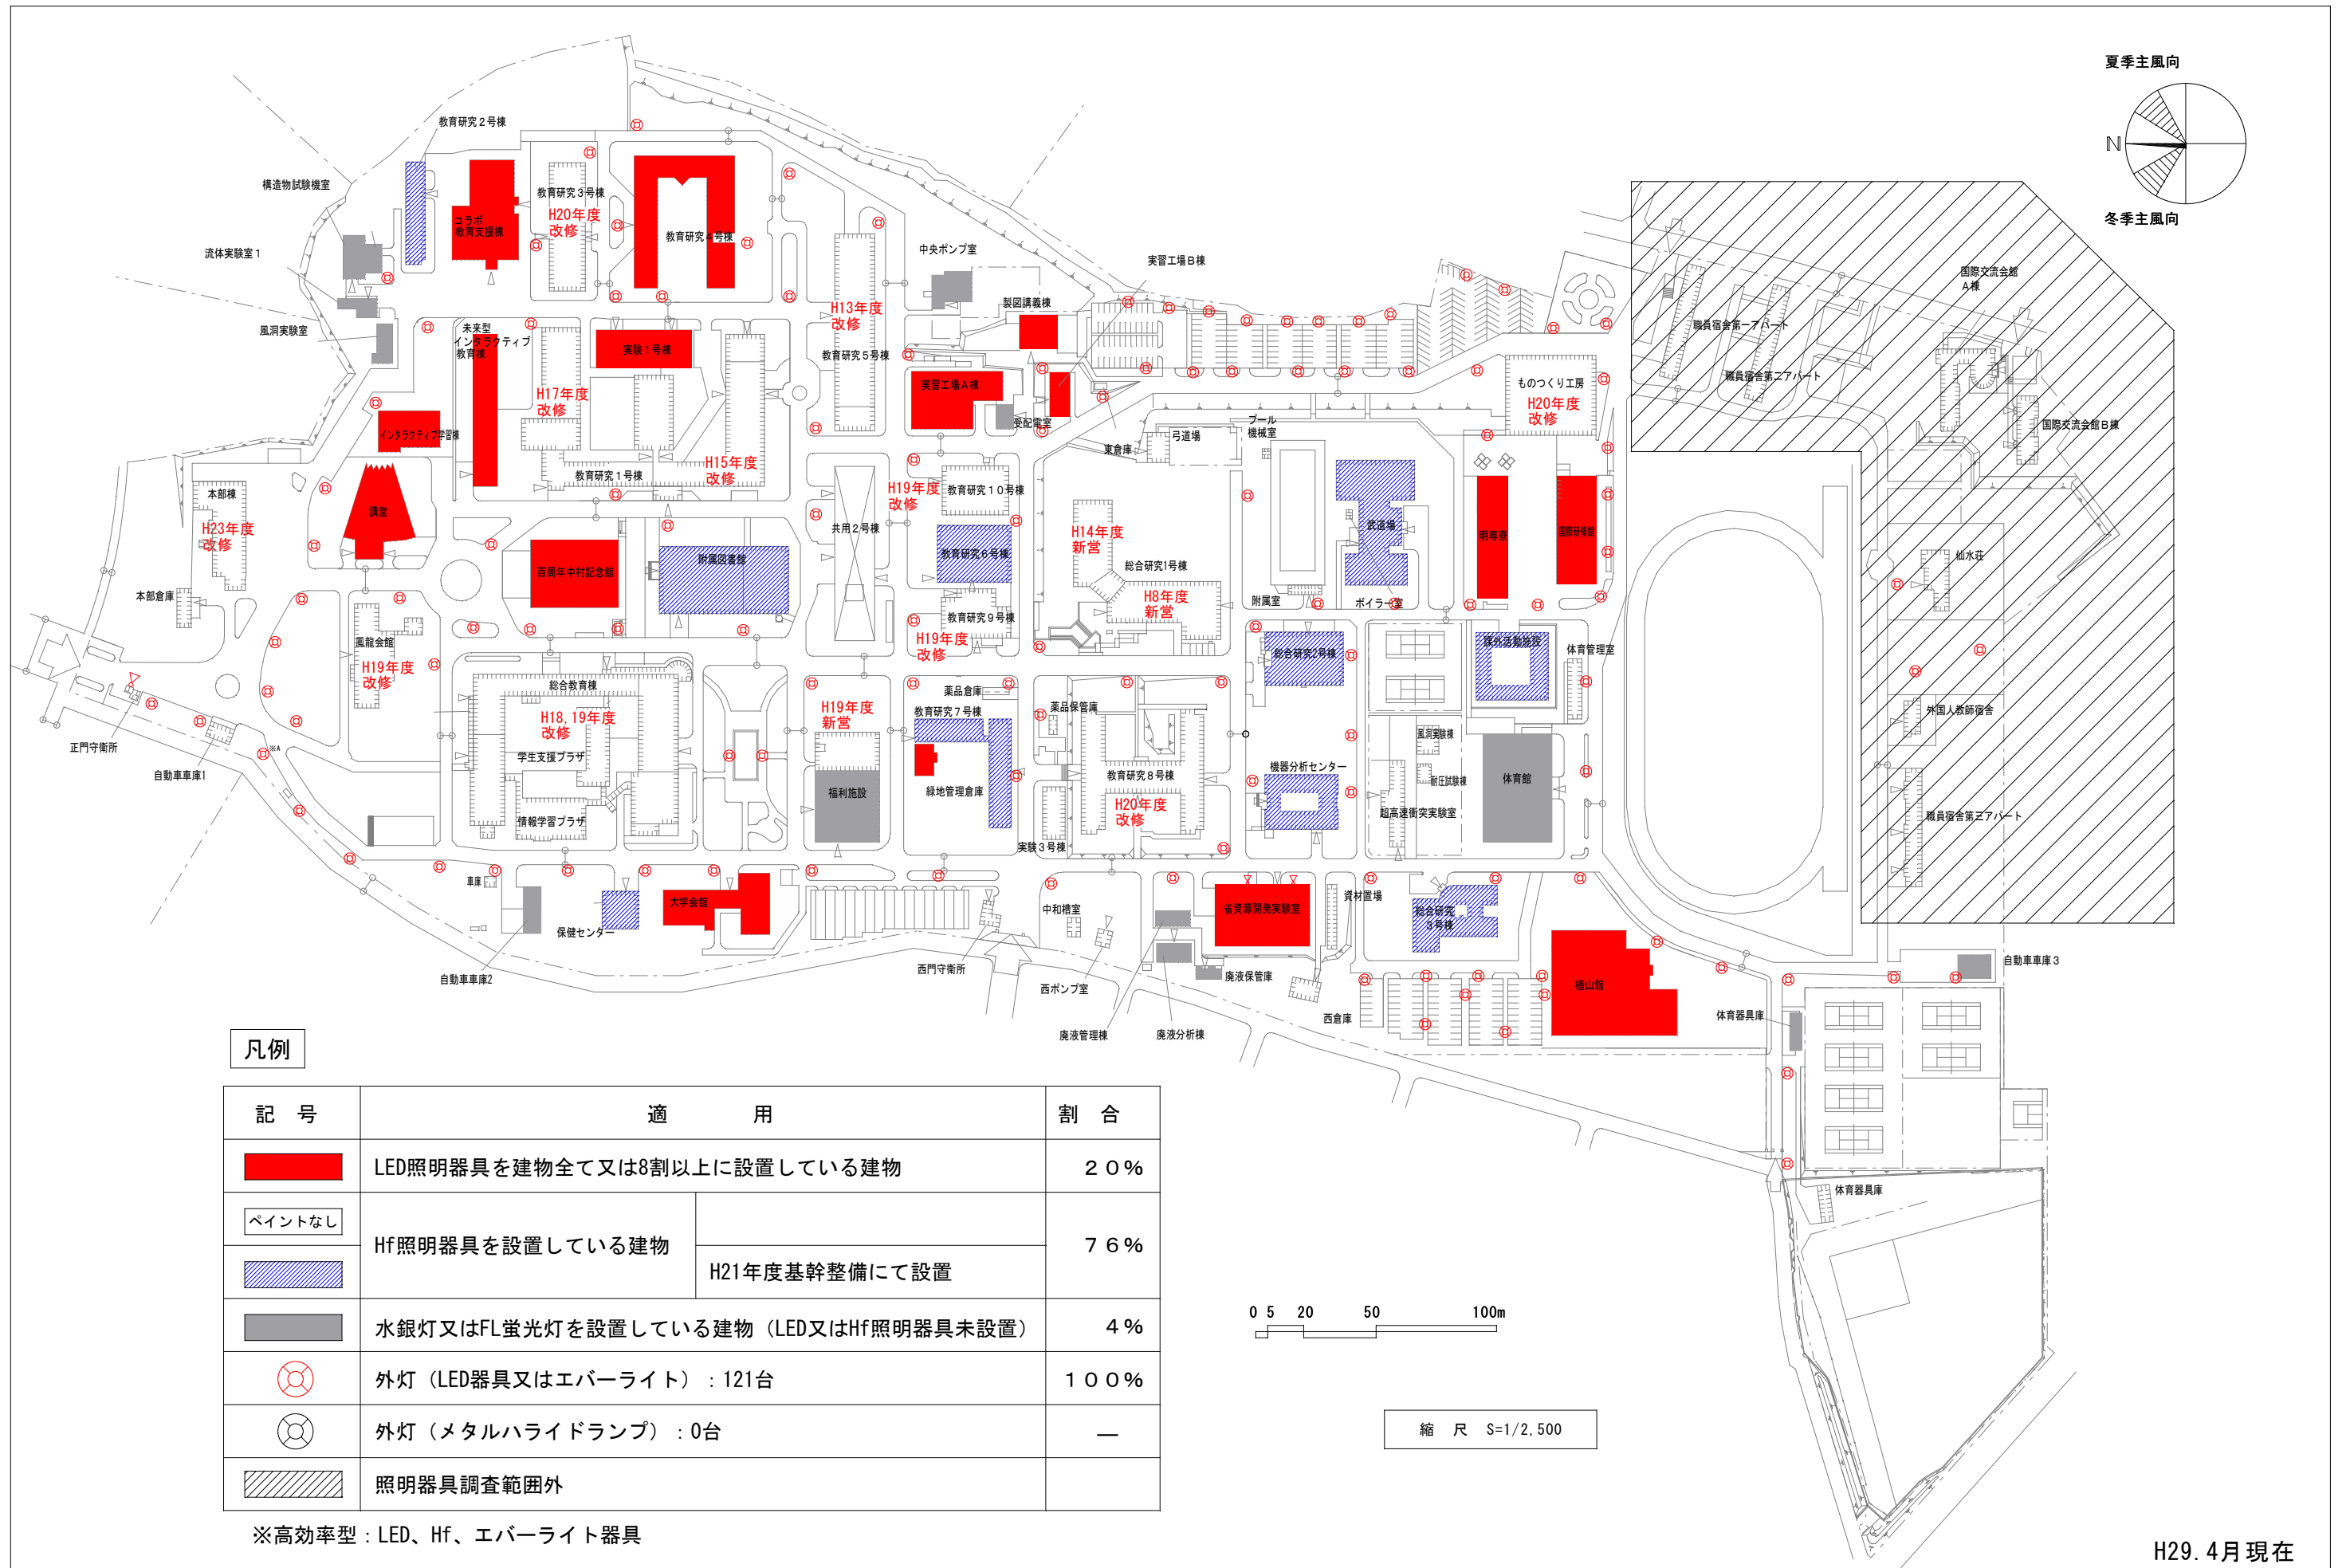 夏季主風向
N
冬季主風向
教育研究２号棟
構造物試験機室
流体実験室１
風洞実験室
コラボ
教育支援棟
教育研究３号棟
H20年度
改修
教育研究４号棟
中央ポンプ室
実習工場Ｂ棟
製図講義棟
H13年度
改修
教育研究５号棟
未来型
インタラクティブ
教育棟
実験１号棟
実習工場Ａ棟
受配電室
H17年度
改修
インタラクティブ学習棟
H15年度
改修
教育研究１号棟
東倉庫
弓道場
プール
機械室
ものつくり工房
H20年度
改修
職員宿舎第一アパート
職員宿舎第二アパート
国際交流会館
Ａ棟
国際交流会館Ｂ棟
本部棟
H23年度
改修
講堂
本部倉庫
百周年中村記念館
附属図書館
共用２号棟
H19年度
改修
教育研究１０号棟
教育研究６号棟
教育研究９号棟
H19年度
改修
H14年度
新営
総合研究1号棟
H8年度
新営
附属室
ボイラー室
武道場
明専寮
国際研修館
仙水荘
鳳龍会館
H19年度
改修
総合教育棟
H18,19年度
改修
学生支援プラザ
情報学習プラザ
H19年度
新営
福利施設
薬品倉庫
教育研究７号棟
緑地管理倉庫
薬品保管庫
教育研究８号棟
H20年度
改修
実験３号棟
総合研究2号棟
機器分析センター
課外活動施設
体育管理室
風洞実験棟
耐圧試験棟
超高速衝突実験室
体育館
外国人教師宿舎
職員宿舎第三アパート
正門守衛所
自動車車庫1
※A
車庫
自動車車庫2
保健センター
大学会館
西門守衛所
中和槽室
西ポンプ室
廃液管理棟
廃液分析棟
廃液保管庫
省資源開発実験室
資材置場
西倉庫
総合研究
３号棟
体育器具庫
自動車車庫３
体育器具庫
凡例
記　号　適　用　割　合
LED照明器具を建物全て又は8割以上に設置している建物　２０％
ペイントなし
Hf照明器具を設置している建物　７６％
H21年度基幹整備にて設置
水銀灯又はFL蛍光灯を設置している建物（LED又はHf照明器具未設置）　４％
外灯（LED器具又はエバーライト）：121台　１００％
外灯（メタルハライドランプ）：0台　―
照明器具調査範囲外
※高効率型：LED、Hf、エバーライト器具
0 5 20 50 100m
縮　尺　S=1/2,500
H29.4月現在